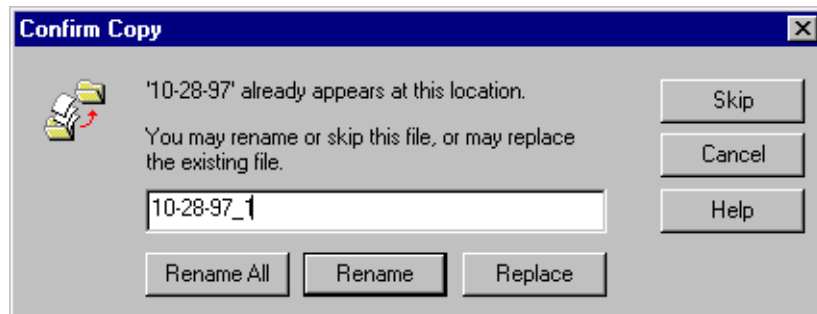 Confirm Copy
'10-28-97' already appears at this location.
You may rename or skip this file, or may replace
the existing file.
10-28-97_1
Skip
Cancel
Help
Rename All
Rename
Replace